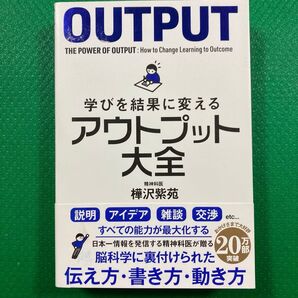 OUTPUT
THE POWER OF OUTPUT : How to Change Learning to Outcome
学びを結果に変える
アウトプット
大全
精神科医
樺沢紫苑
説明 アイデア 雑談 交渉 etc...
すべての能力が最大化する
日本一情報を発信する精神科医が贈る
脳科学に裏付けられた
伝え方・書き方・動き方
20万部
突破